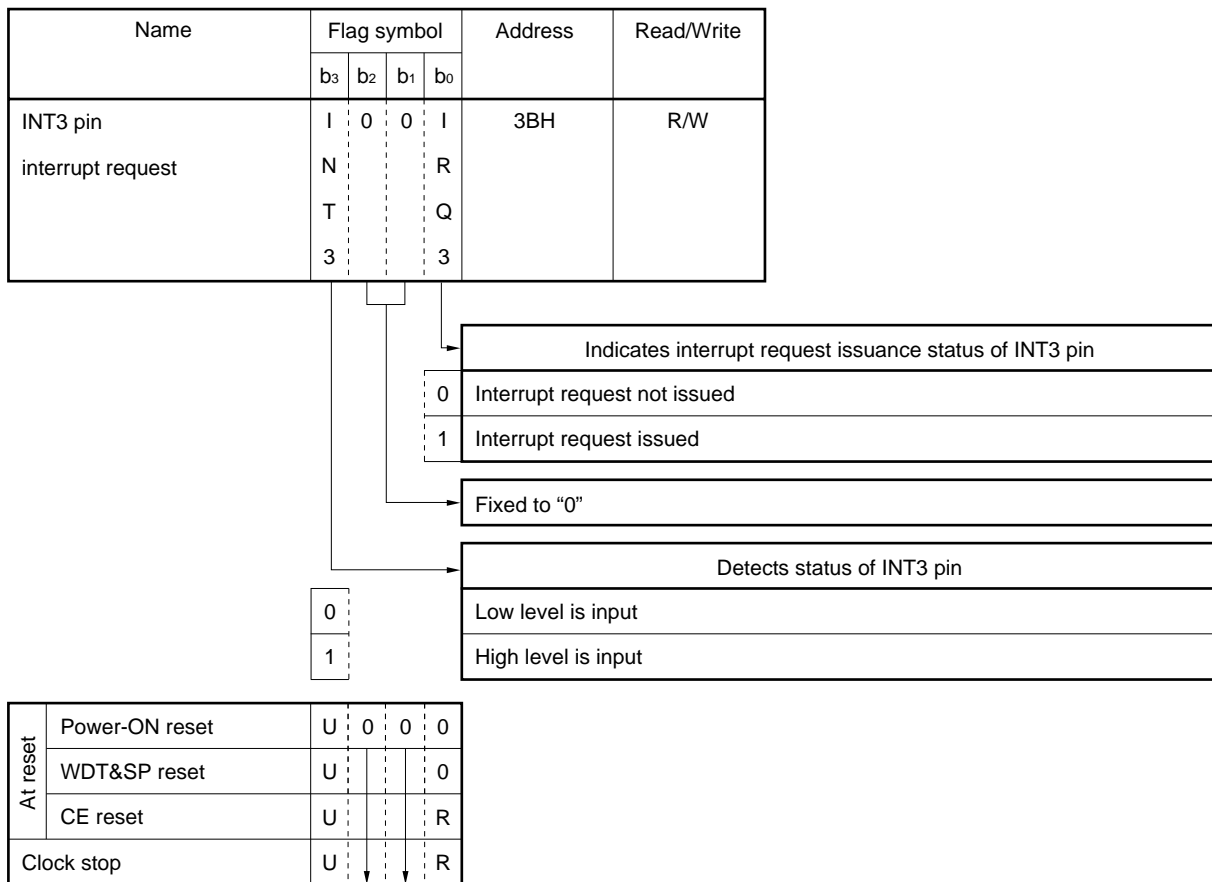 Name Flag symbol Address Read/Write
b3 b2 b1 b0
INT3 pin I 0 0 I 3BH R/W
interrupt request N R
T Q
3 3
Indicates interrupt request issuance status of INT3 pin
0 Interrupt request not issued
1 Interrupt request issued
Fixed to “0”
Detects status of INT3 pin
0 Low level is input
1 High level is input
At reset
Power-ON reset U 0 0 0
WDT&SP reset U 0
CE reset U R
Clock stop U R